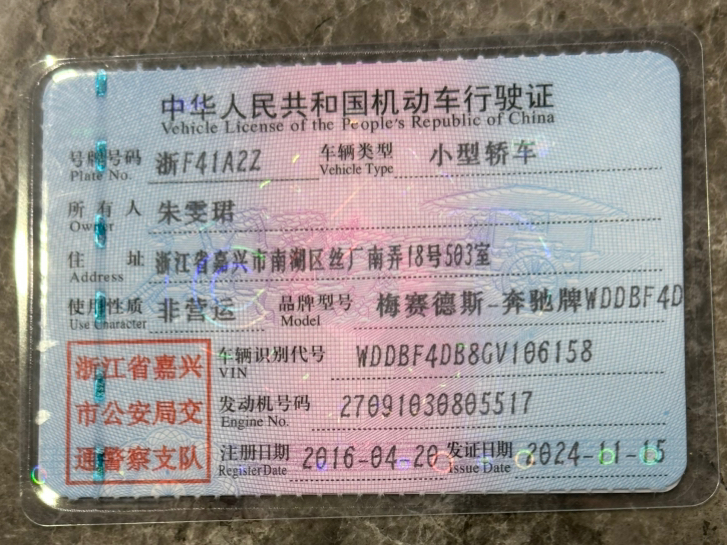 中华人民共和国机动车行驶证
Vehicle License of the People's Republic of China
号牌号码 浙F41A2Z 车辆类型 小型轿车
Plate No. Vehicle Type
所有人 朱雯珺
Owner
住址 浙江省嘉兴市南湖区丝厂南弄18号503室
Address
使用性质 非营运 品牌型号 梅赛德斯-奔驰牌WDDBF4D
Use Character Model
浙江省嘉兴
市公安局交
通警察支队
车辆识别代号 WDDBF4DB8GV106158
VIN
发动机号码 27091030805517
Engine No.
注册日期 2016-04-20 发证日期 2024-11-15
Register Date Issue Date